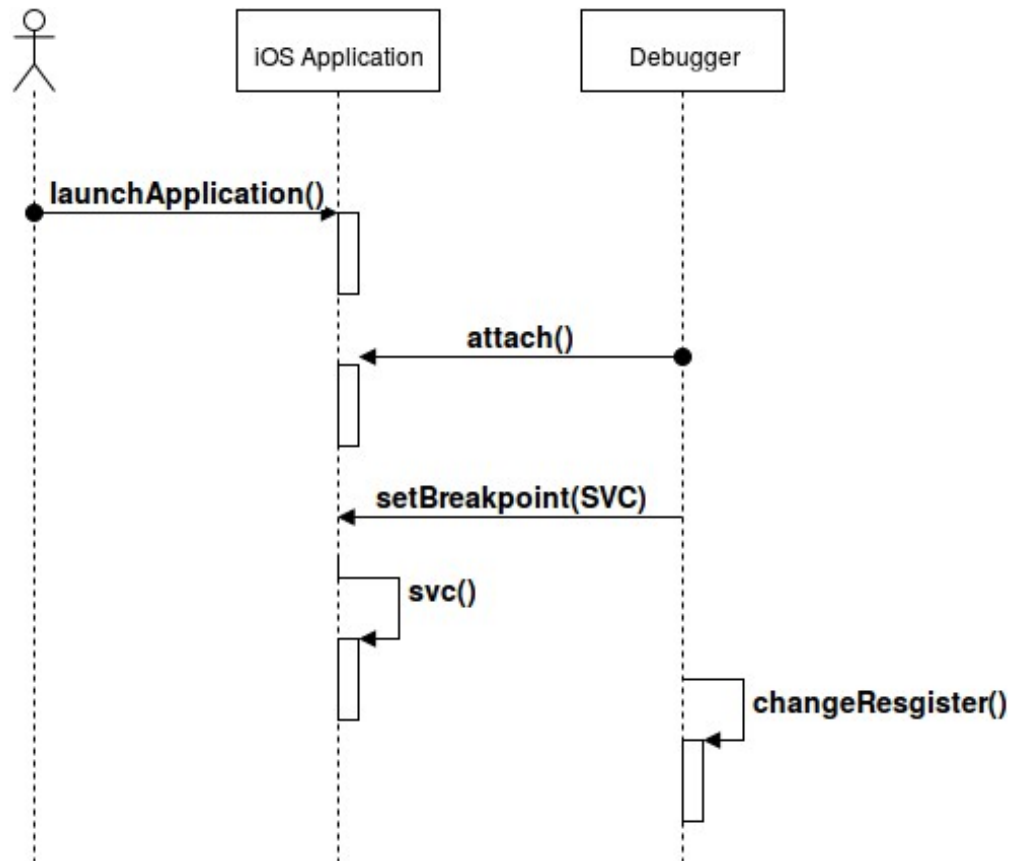 iOS Application
Debugger
launchApplication()
attach()
setBreakpoint(SVC)
svc()
changeResgister()